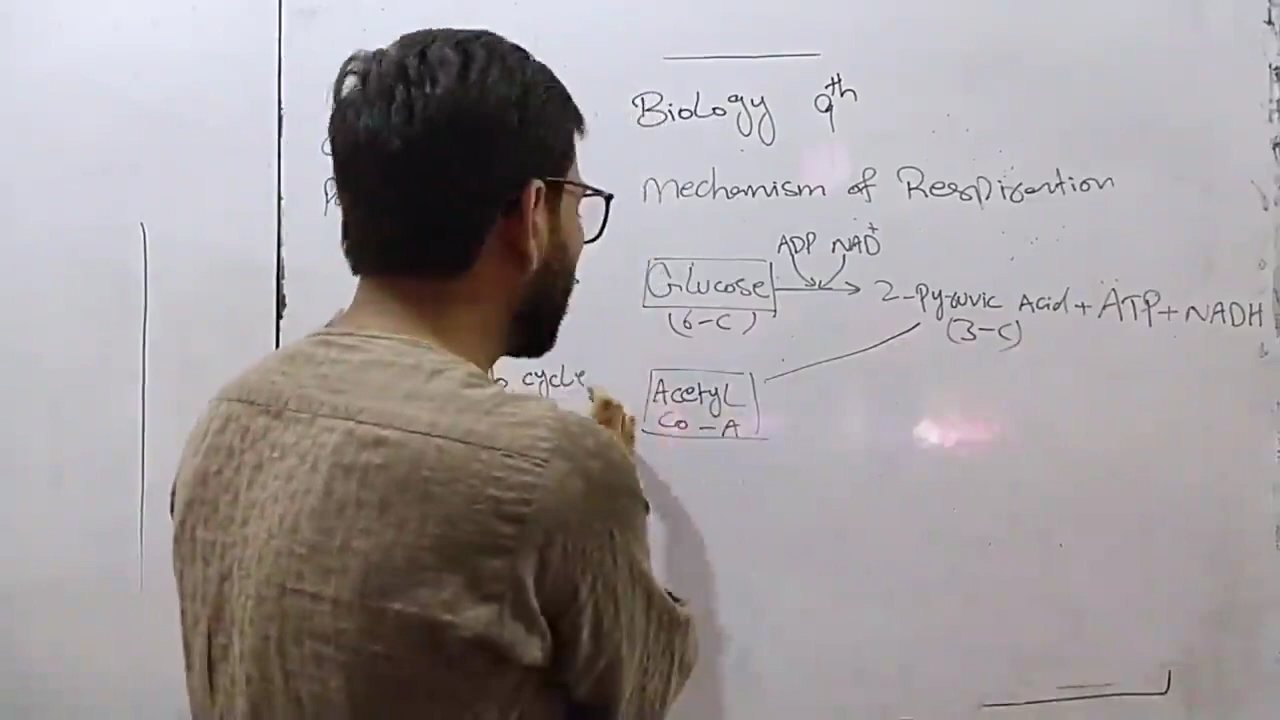 Biology 9th
Mechanism of Respiration
ADP NAD+
Glucose 2-Pyruvic Acid + ATP + NADH
(6-C) (3-C)
cycle
Acetyl
Co-A